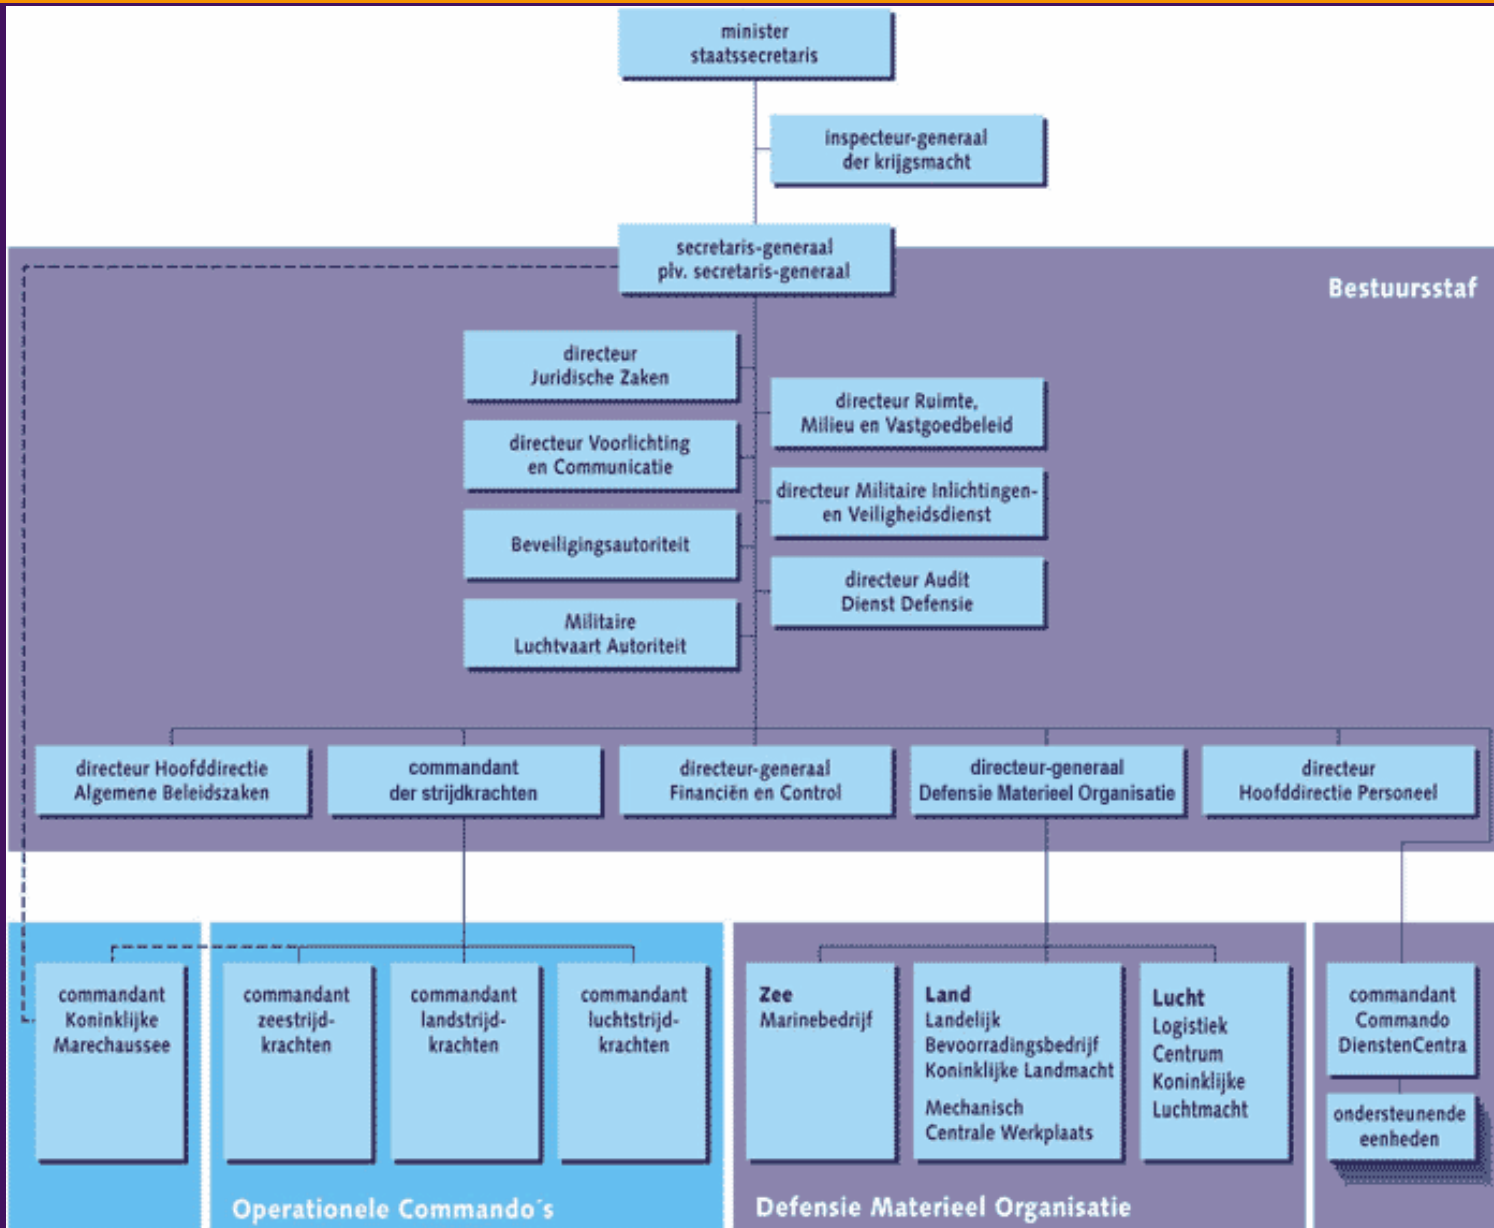 minister
staatssecretaris
inspecteur-generaal
der krijgsmacht
secretaris-generaal
plv. secretaris-generaal
Bestuursstaf
directeur
Juridische Zaken
directeur Ruimte,
Milieu en Vastgoedbeleid
directeur Voorlichting
en Communicatie
directeur Militaire Inlichtingen-
en Veiligheidsdienst
Beveiligingsautoriteit
directeur Audit
Dienst Defensie
Militaire
Luchtvaart Autoriteit
directeur Hoofddirectie
Algemene Beleidszaken
commandant
der strijdkrachten
directeur-generaal
Financiën en Control
directeur-generaal
Defensie Materieel Organisatie
directeur
Hoofddirectie Personeel
commandant
Koninklijke
Marechaussee
commandant
zeestrijd-
krachten
commandant
landstrijd-
krachten
commandant
luchtstrijd-
krachten
Operationele Commando´s
Zee
Marinebedrijf
Land
Landelijk
Bevoorradingsbedrijf
Koninklijke Landmacht
Mechanisch
Centrale Werkplaats
Lucht
Logistiek
Centrum
Koninklijke
Luchtmacht
Defensie Materieel Organisatie
commandant
Commando
DienstenCentra
ondersteunende
eenheden